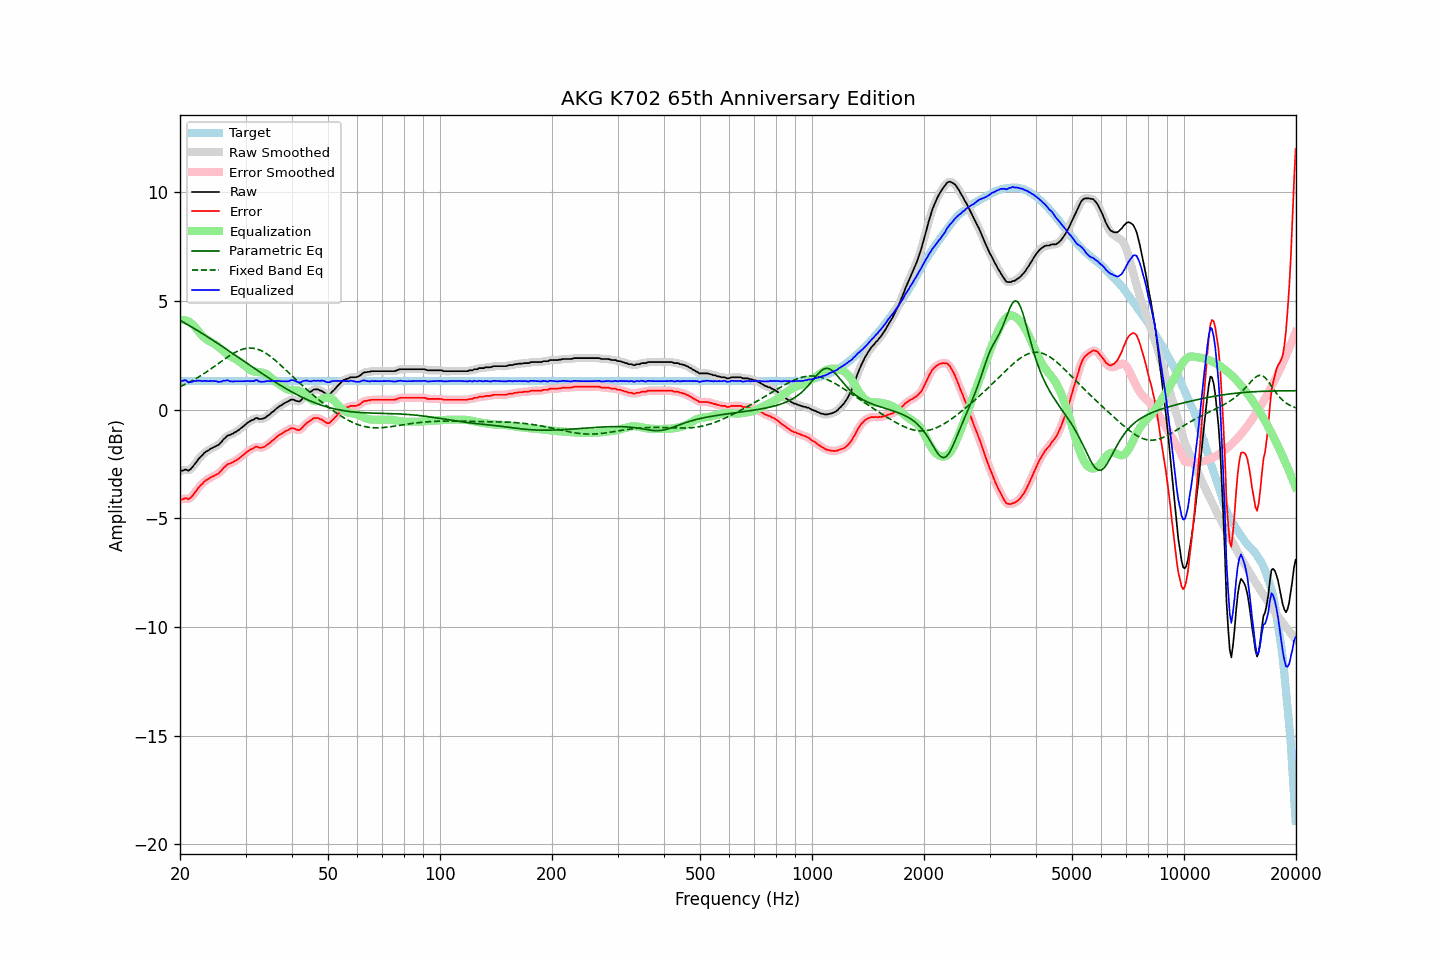 AKG K702 65th Anniversary Edition
Target
Raw Smoothed
Error Smoothed
Raw
Error
Equalization
Parametric Eq
Fixed Band Eq
Equalized
10
5
0
−5
−10
−15
−20
Amplitude (dBr)
20 50 100 200 500 1000 2000 5000 10000 20000
Frequency (Hz)